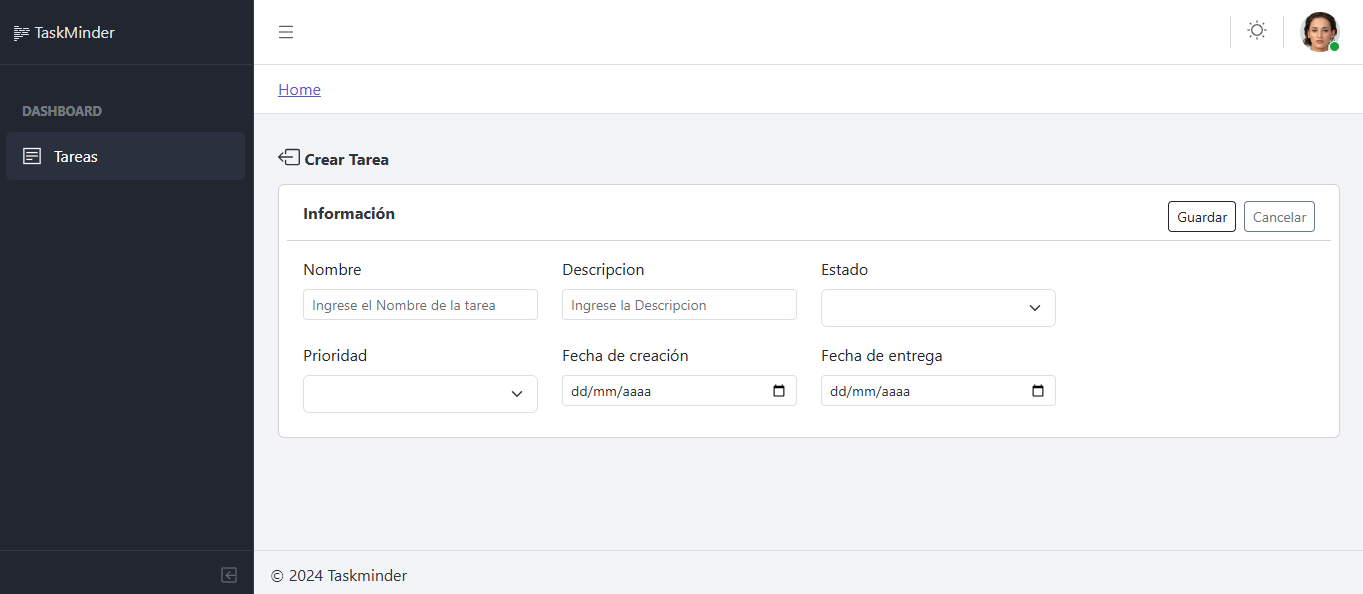 TaskMinder
Home
DASHBOARD
Tareas
Crear Tarea
Información
Guardar Cancelar
Nombre Descripcion Estado
Ingrese el Nombre de la tarea Ingrese la Descripcion
Prioridad Fecha de creación Fecha de entrega
dd/mm/aaaa dd/mm/aaaa
© 2024 Taskminder